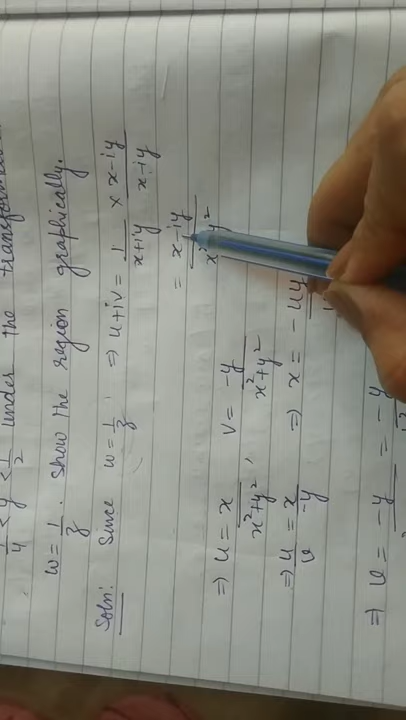 1/4 < y < 1/2 under the transform
w = 1/z . Show the region graphically.
Soln: Since w = 1/z , ⇒ u+iv = 1/(x+iy) × (x-iy)/(x-iy)
= (x-iy)/(x²+y²)
⇒ u = x/(x²+y²) , v = -y/(x²+y²)
⇒ u/v = x/-y ⇒ x = -uy
⇒ v = -y = -y